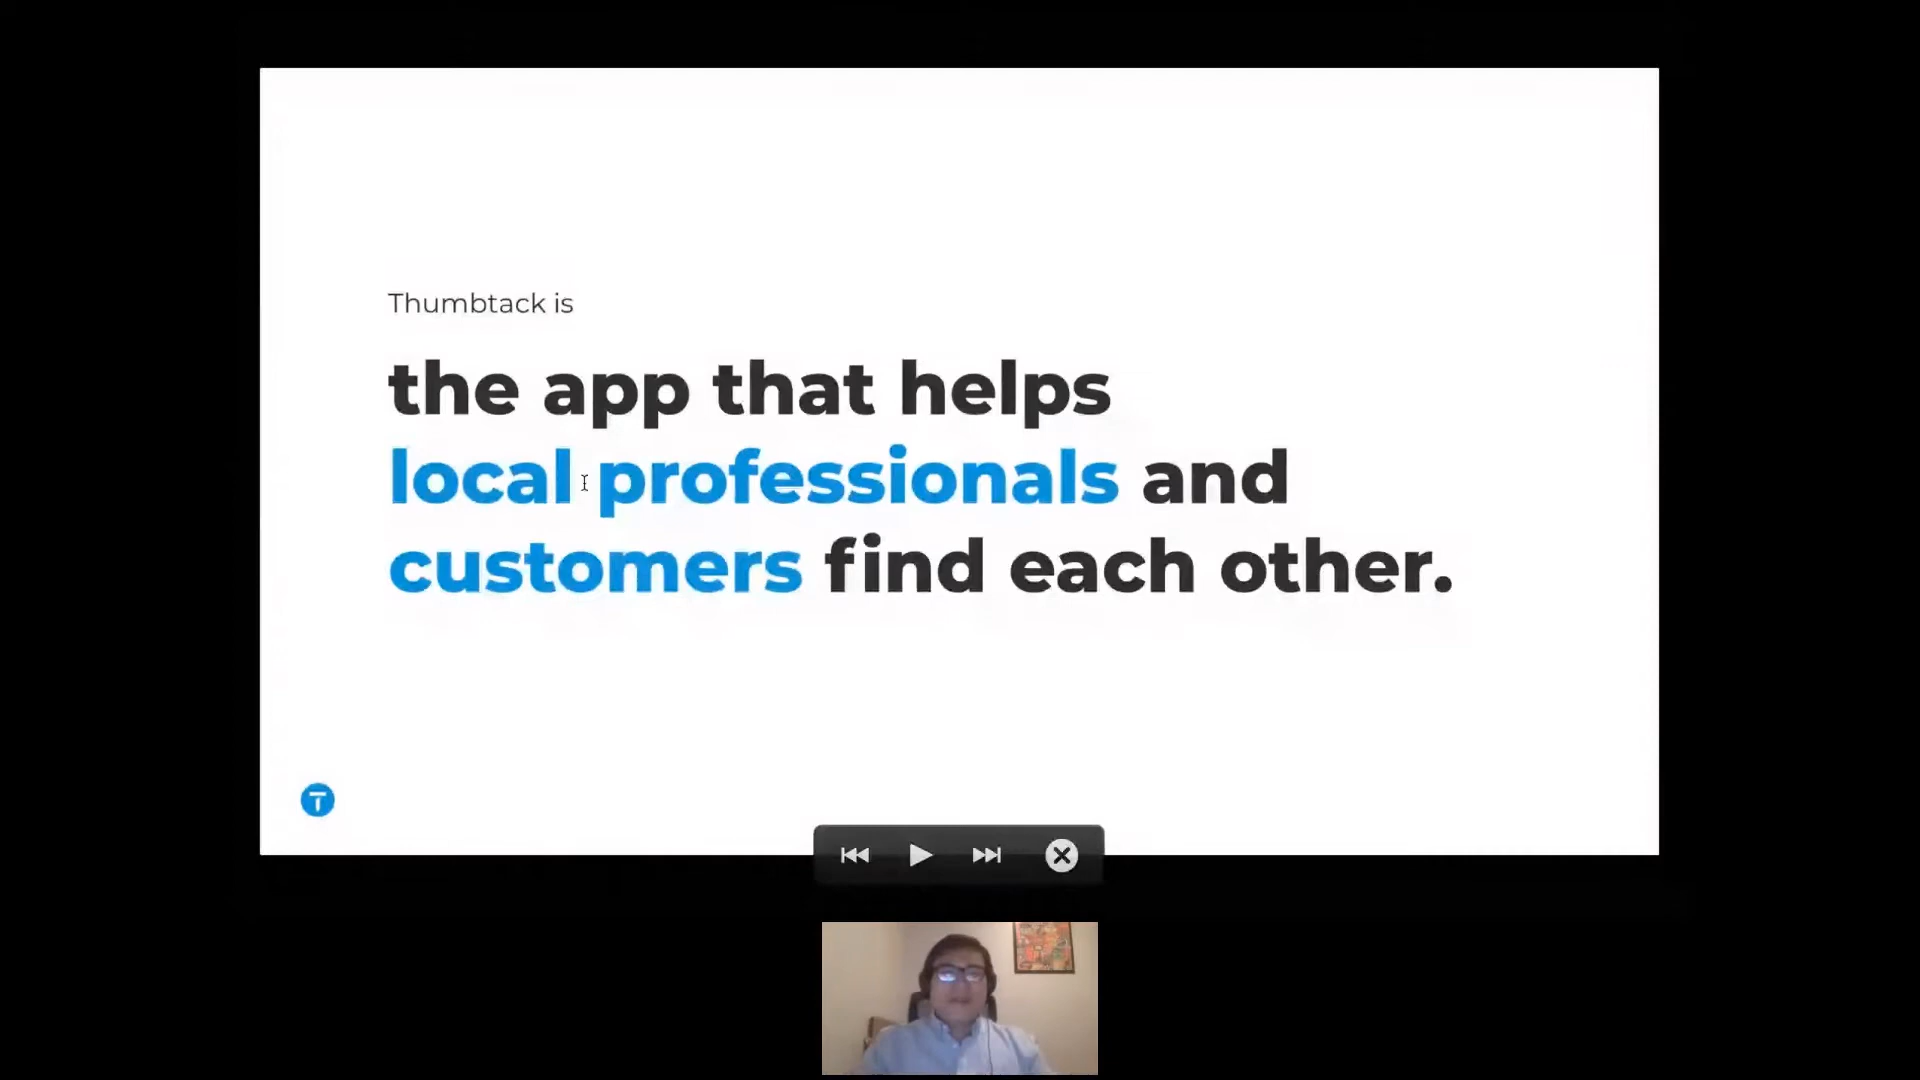 Thumbtack is
the app that helps
local professionals and
customers find each other.